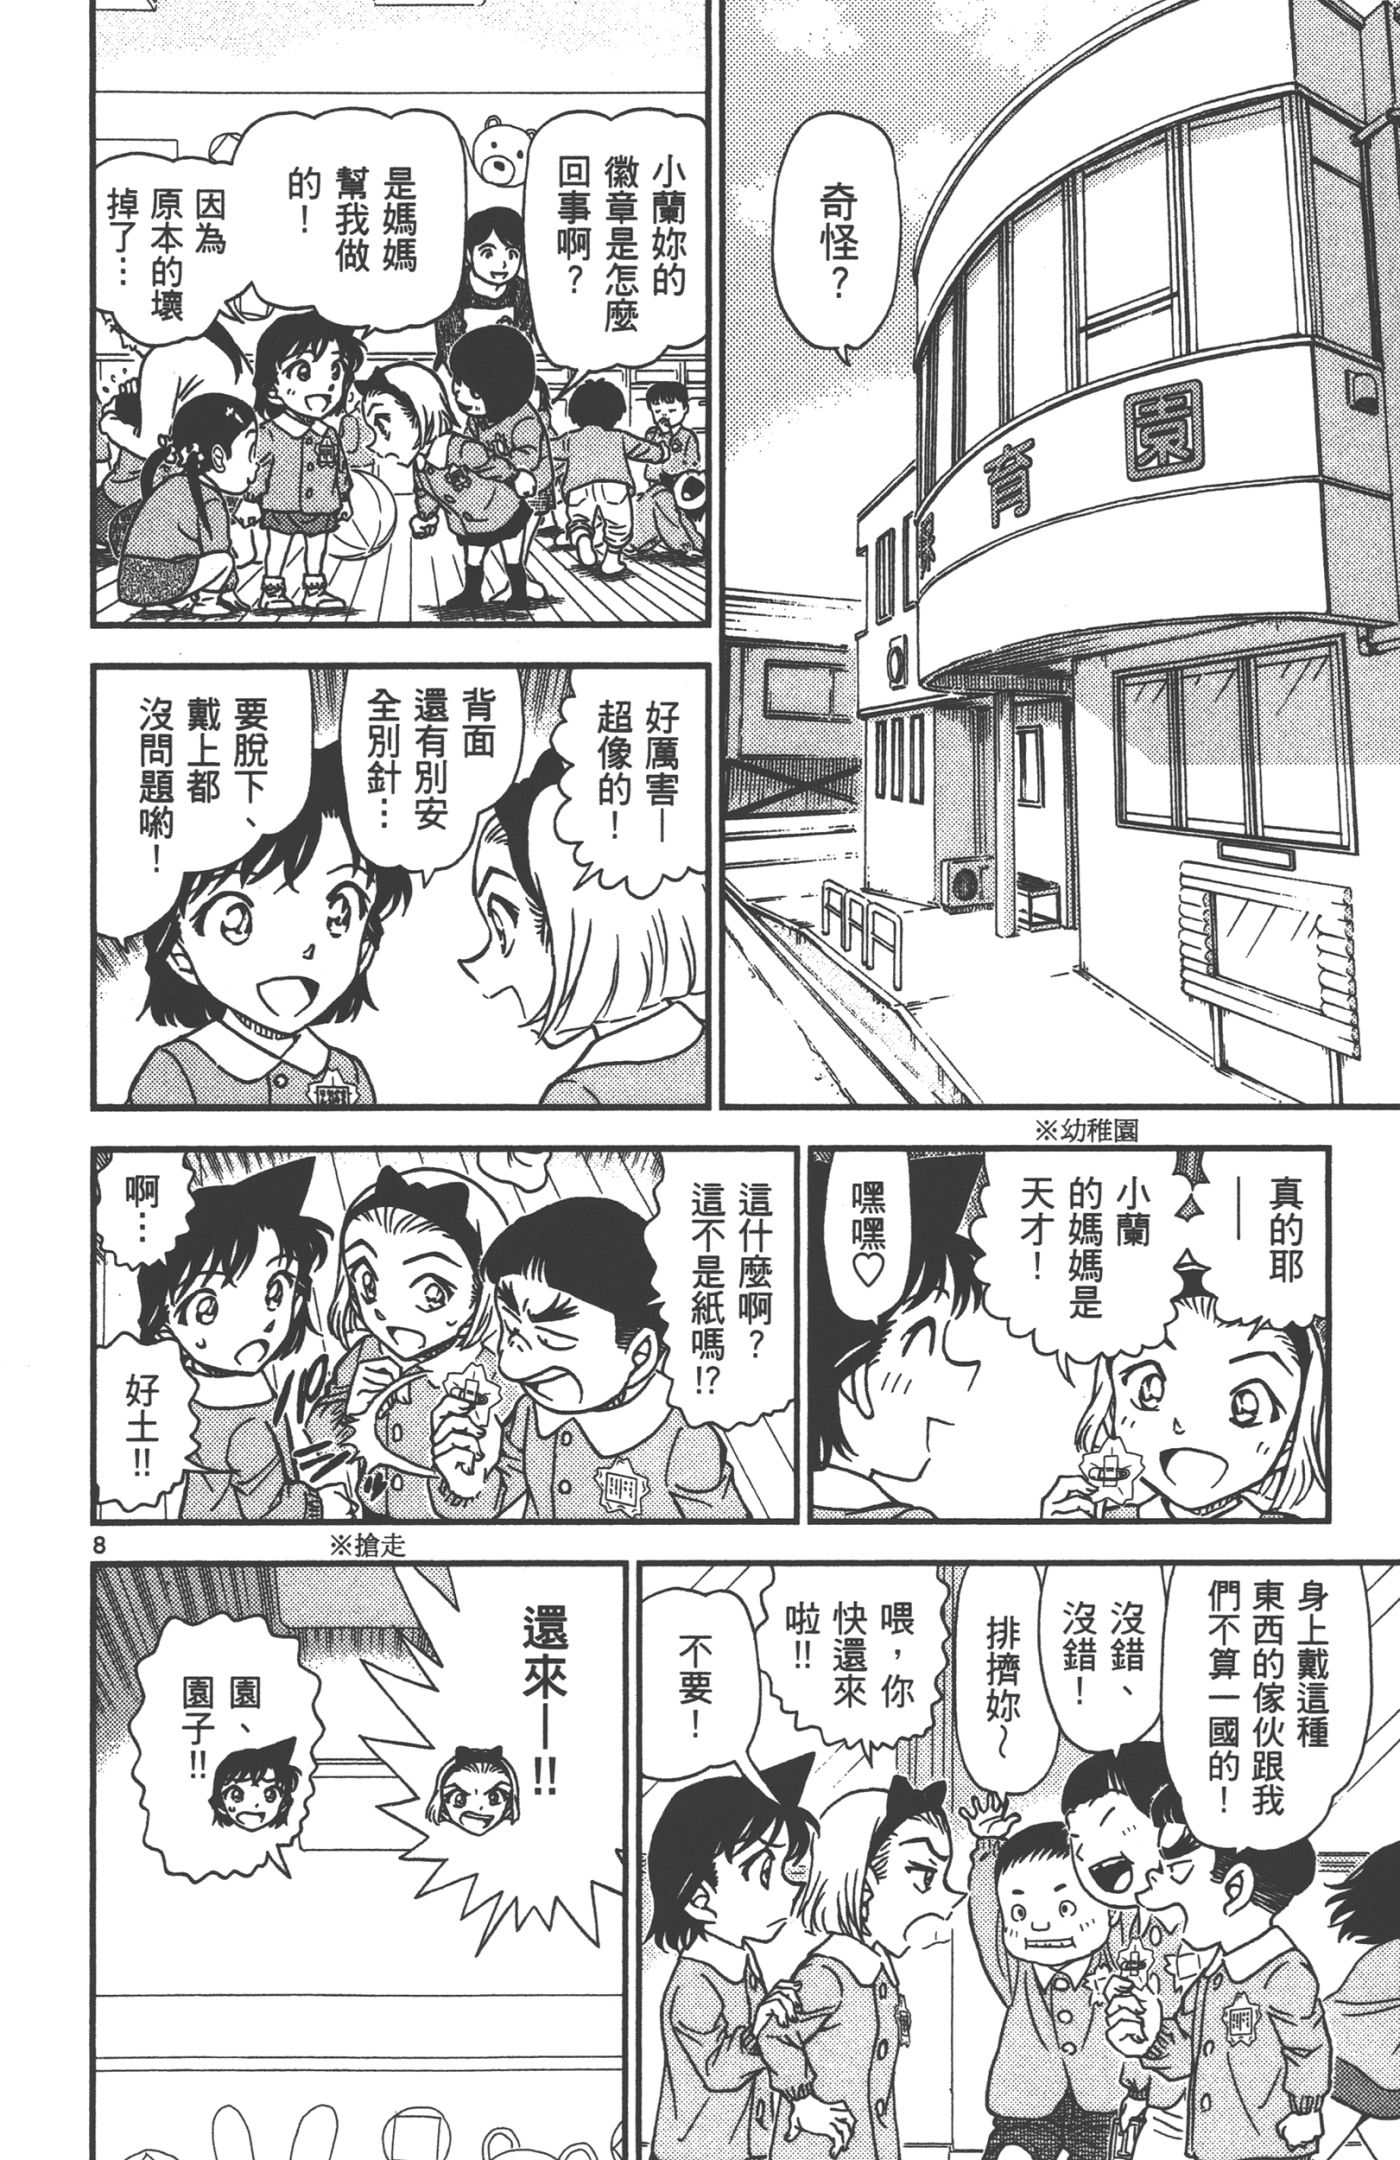 奇怪？
保育園
※幼稚園
小蘭妳的
徽章是怎麼
回事啊？
是媽媽
幫我做
的！
因為
原本的壞
掉了…
好厲害—
超像的！
背面
還有別安
全別針…
要脫下、
戴上都
沒問題喲！
真的耶
——
小蘭
的媽媽是
天才！
嘿嘿♡
這什麼啊？
這不是紙嗎!?
啊…
好土!!
※搶走
8
身上戴這種
東西的傢伙跟我
們不算一國的！
沒錯、
沒錯！
排擠妳～
喂，你
快還來
啦!!
不要！
還來—!!
園、
園子!!